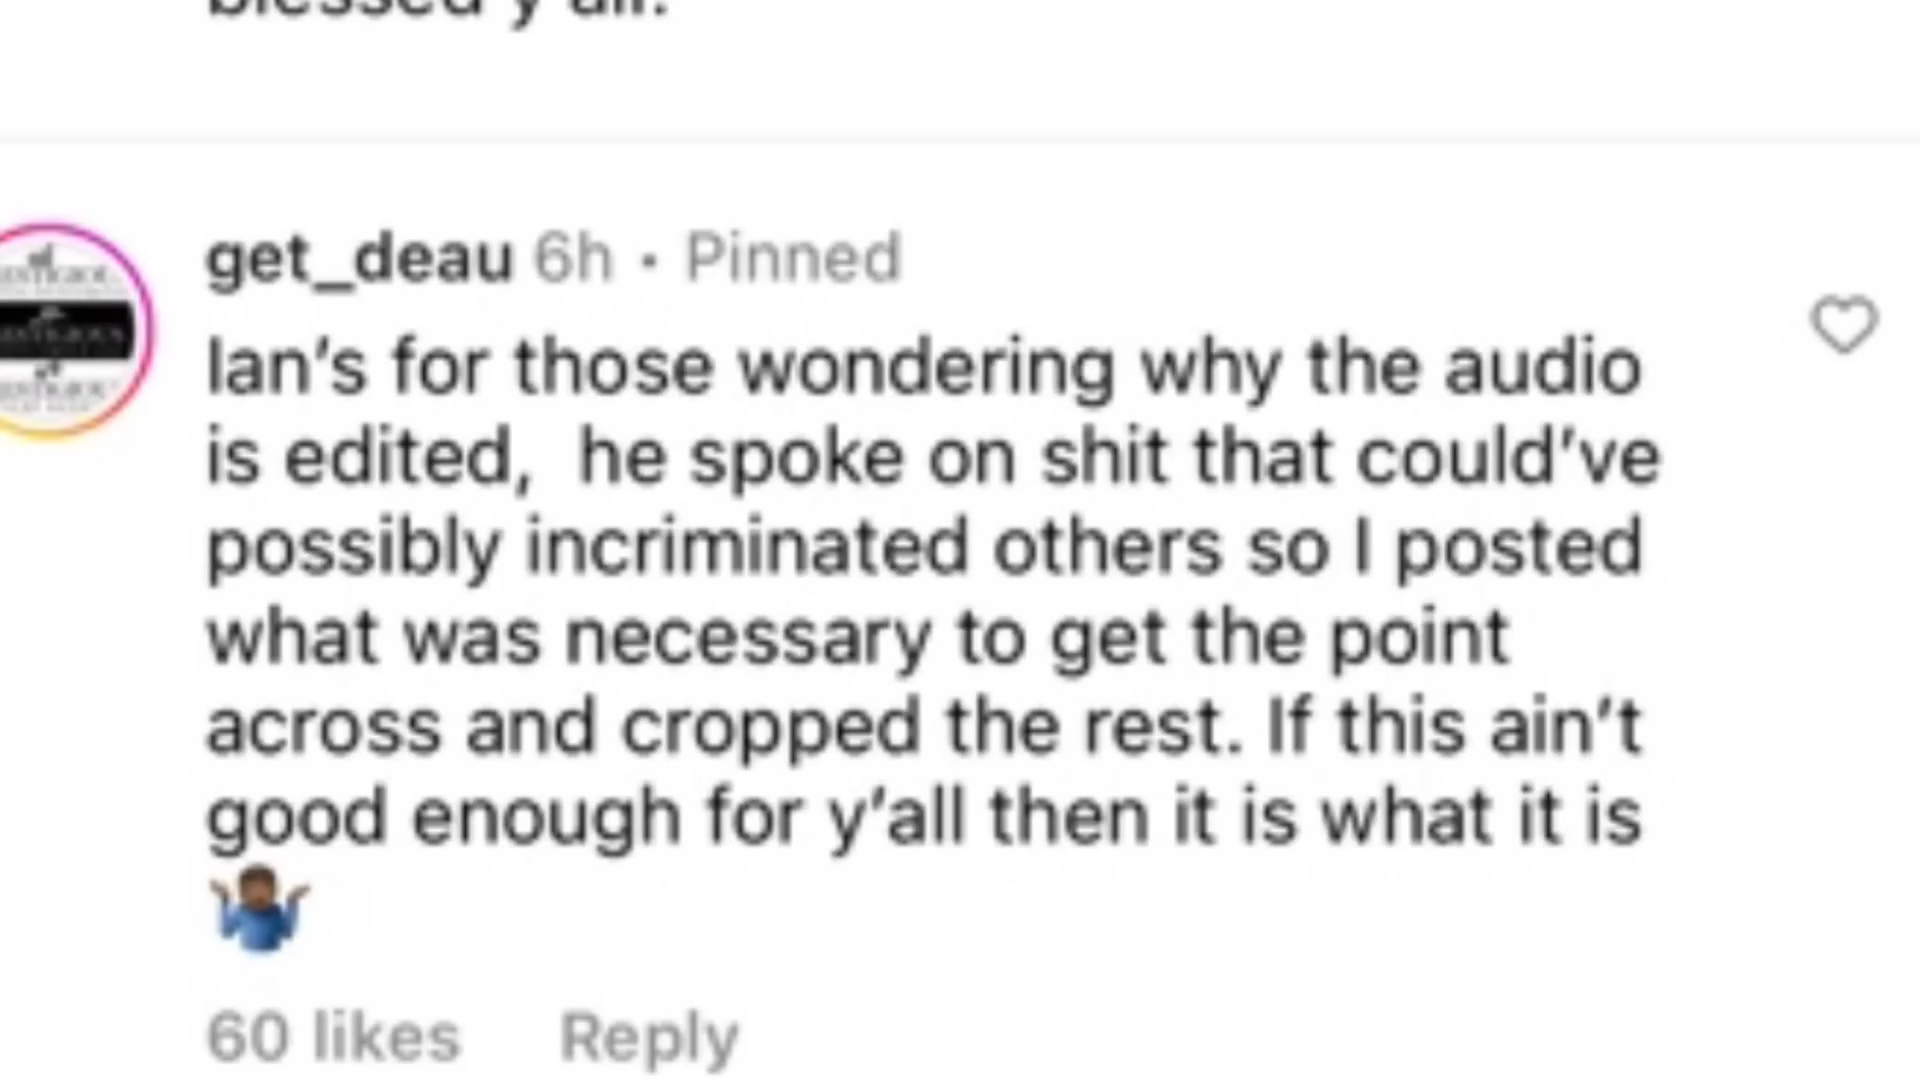 blessed y'all.
get_deau 6h • Pinned
Ian's for those wondering why the audio
is edited,  he spoke on shit that could've
possibly incriminated others so I posted
what was necessary to get the point
across and cropped the rest. If this ain't
good enough for y'all then it is what it is
🤷🏾‍♂️
60 likes Reply